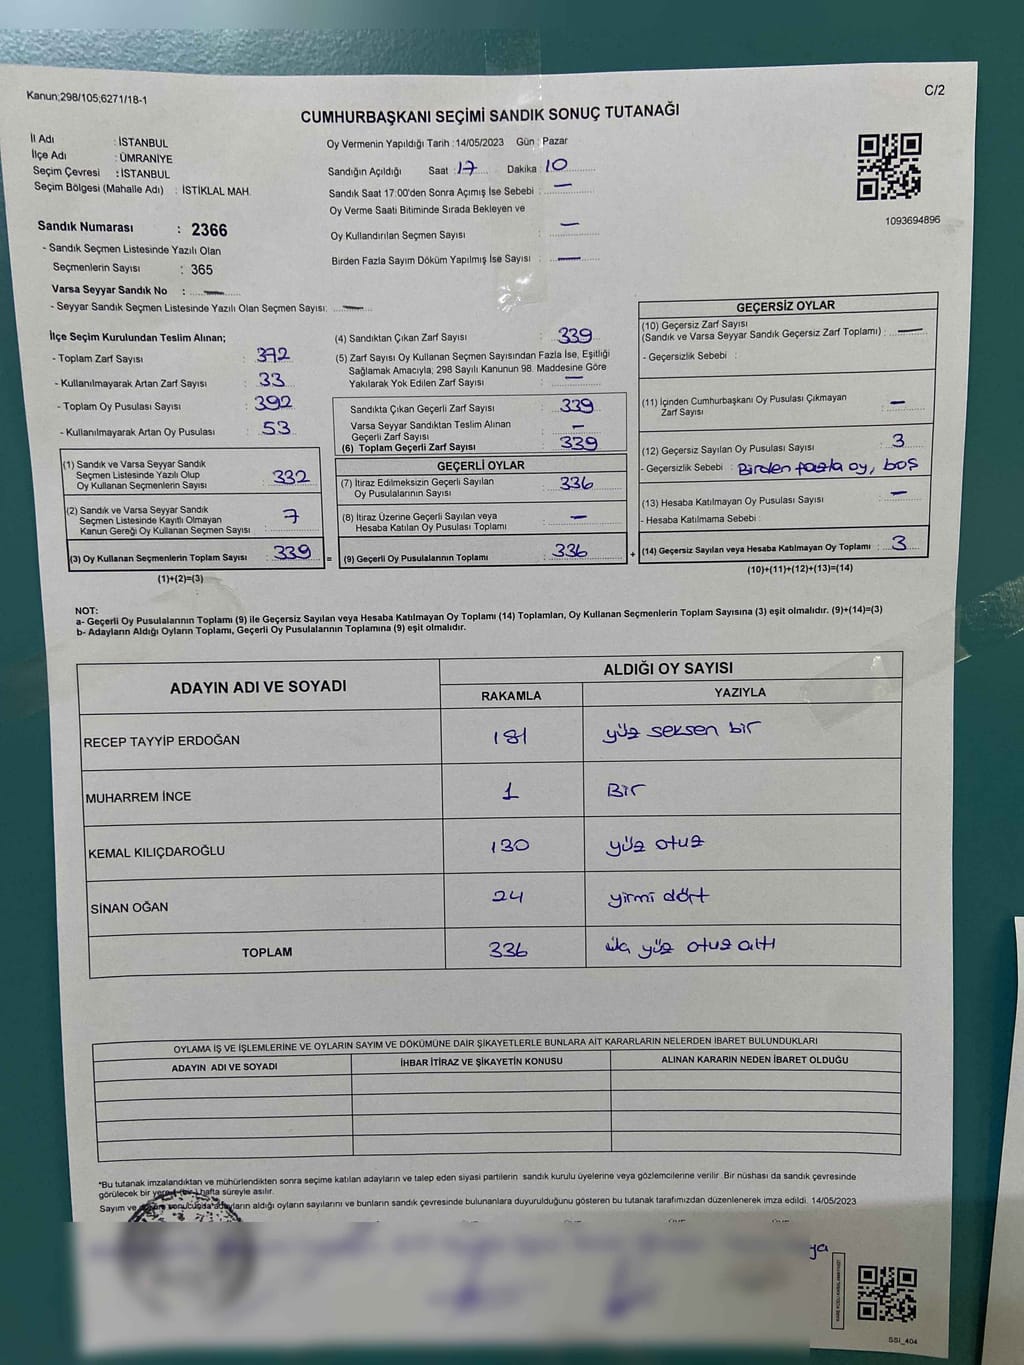 Kanun;298/105;6271/18-1
C/2
CUMHURBAŞKANI SEÇİMİ SANDIK SONUÇ TUTANAĞI
İl Adı : İSTANBUL
İlçe Adı : ÜMRANİYE
Seçim Çevresi : İSTANBUL
Seçim Bölgesi (Mahalle Adı) : İSTİKLAL MAH.
Sandık Numarası : 2366
- Sandık Seçmen Listesinde Yazılı Olan
Seçmenlerin Sayısı : 365
Varsa Seyyar Sandık No : —
- Seyyar Sandık Seçmen Listesinde Yazılı Olan Seçmen Sayısı: —
Oy Vermenin Yapıldığı Tarih : 14/05/2023 Gün : Pazar
Sandığın Açıldığı Saat : 17 Dakika : 10
Sandık Saat 17:00'den Sonra Açımış İse Sebebi : —
Oy Verme Saati Bitiminde Sırada Bekleyen ve
Oy Kullandırılan Seçmen Sayısı : —
Birden Fazla Sayım Döküm Yapılmış İse Sayısı : —
1093694896
İlçe Seçim Kurulundan Teslim Alınan;
- Toplam Zarf Sayısı : 372
- Kullanılmayarak Artan Zarf Sayısı : 33
- Toplam Oy Pusulası Sayısı : 392
- Kullanılmayarak Artan Oy Pusulası : 53
(1) Sandık ve Varsa Seyyar Sandık
Seçmen Listesinde Yazılı Olup
Oy Kullanan Seçmenlerin Sayısı : 332
(2) Sandık ve Varsa Seyyar Sandık
Seçmen Listesinde Kayıtlı Olmayan
Kanun Gereği Oy Kullanan Seçmen Sayısı : 7
(3) Oy Kullanan Seçmenlerin Toplam Sayısı : 339
(1)+(2)=(3)
(4) Sandıktan Çıkan Zarf Sayısı : 339
(5) Zarf Sayısı Oy Kullanan Seçmen Sayısından Fazla İse, Eşitliği
Sağlamak Amacıyla; 298 Sayılı Kanunun 98. Maddesine Göre
Yakılarak Yok Edilen Zarf Sayısı : —
Sandıkta Çıkan Geçerli Zarf Sayısı : 339
Varsa Seyyar Sandıktan Teslim Alınan
Geçerli Zarf Sayısı : —
(6) Toplam Geçerli Zarf Sayısı : 339
GEÇERLİ OYLAR
(7) İtiraz Edilmeksizin Geçerli Sayılan
Oy Pusulalarının Sayısı : 336
(8) İtiraz Üzerine Geçerli Sayılan veya
Hesaba Katılan Oy Pusulası Toplamı : —
= (9) Geçerli Oy Pusulalarının Toplamı : 336
GEÇERSİZ OYLAR
(10) Geçersiz Zarf Sayısı
(Sandık ve Varsa Seyyar Sandık Geçersiz Zarf Toplamı) : —
- Geçersizlik Sebebi :
(11) İçinden Cumhurbaşkanı Oy Pusulası Çıkmayan
Zarf Sayısı : —
(12) Geçersiz Sayılan Oy Pusulası Sayısı : 3
- Geçersizlik Sebebi : Birden fazla oy, boş
(13) Hesaba Katılmayan Oy Pusulası Sayısı : —
- Hesaba Katılmama Sebebi :
+ (14) Geçersiz Sayılan veya Hesaba Katılmayan Oy Toplamı : 3
(10)+(11)+(12)+(13)=(14)
NOT:
a- Geçerli Oy Pusulalarının Toplamı (9) ile Geçersiz Sayılan veya Hesaba Katılmayan Oy Toplamı (14) Toplamları, Oy Kullanan Seçmenlerin Toplam Sayısına (3) eşit olmalıdır. (9)+(14)=(3)
b- Adayların Aldığı Oyların Toplamı, Geçerli Oy Pusulalarının Toplamına (9) eşit olmalıdır.
ADAYIN ADI VE SOYADI
ALDIĞI OY SAYISI
RAKAMLA YAZIYLA
RECEP TAYYİP ERDOĞAN 181 yüz seksen bir
MUHARREM İNCE 1 Bir
KEMAL KILIÇDAROĞLU 130 yüz otuz
SİNAN OĞAN 24 yirmi dört
TOPLAM 336 üç yüz otuz altı
OYLAMA İŞ VE İŞLEMLERİNE VE OYLARIN SAYIM VE DÖKÜMÜNE DAİR ŞİKAYETLERLE BUNLARA AİT KARARLARIN NELERDEN İBARET BULUNDUKLARI
ADAYIN ADI VE SOYADI İHBAR İTİRAZ VE ŞİKAYETİN KONUSU ALINAN KARARIN NEDEN İBARET OLDUĞU
*Bu tutanak imzalandıktan ve mühürlendikten sonra seçime katılan adayların ve talep eden siyasi partilerin sandık kurulu üyelerine veya gözlemcilerine verilir .Bir nüshası da sandık çevresinde
görülecek bir yere 1 (bir ) hafta süreyle asılır.
Sayım ve döküm sonucunda adayların aldığı oyların sayılarını ve bunların sandık çevresinde bulunanlara duyurulduğunu gösteren bu tutanak tarafımızdan düzenlenerek imza edildi. 14/05/2023
ya
SSI_404